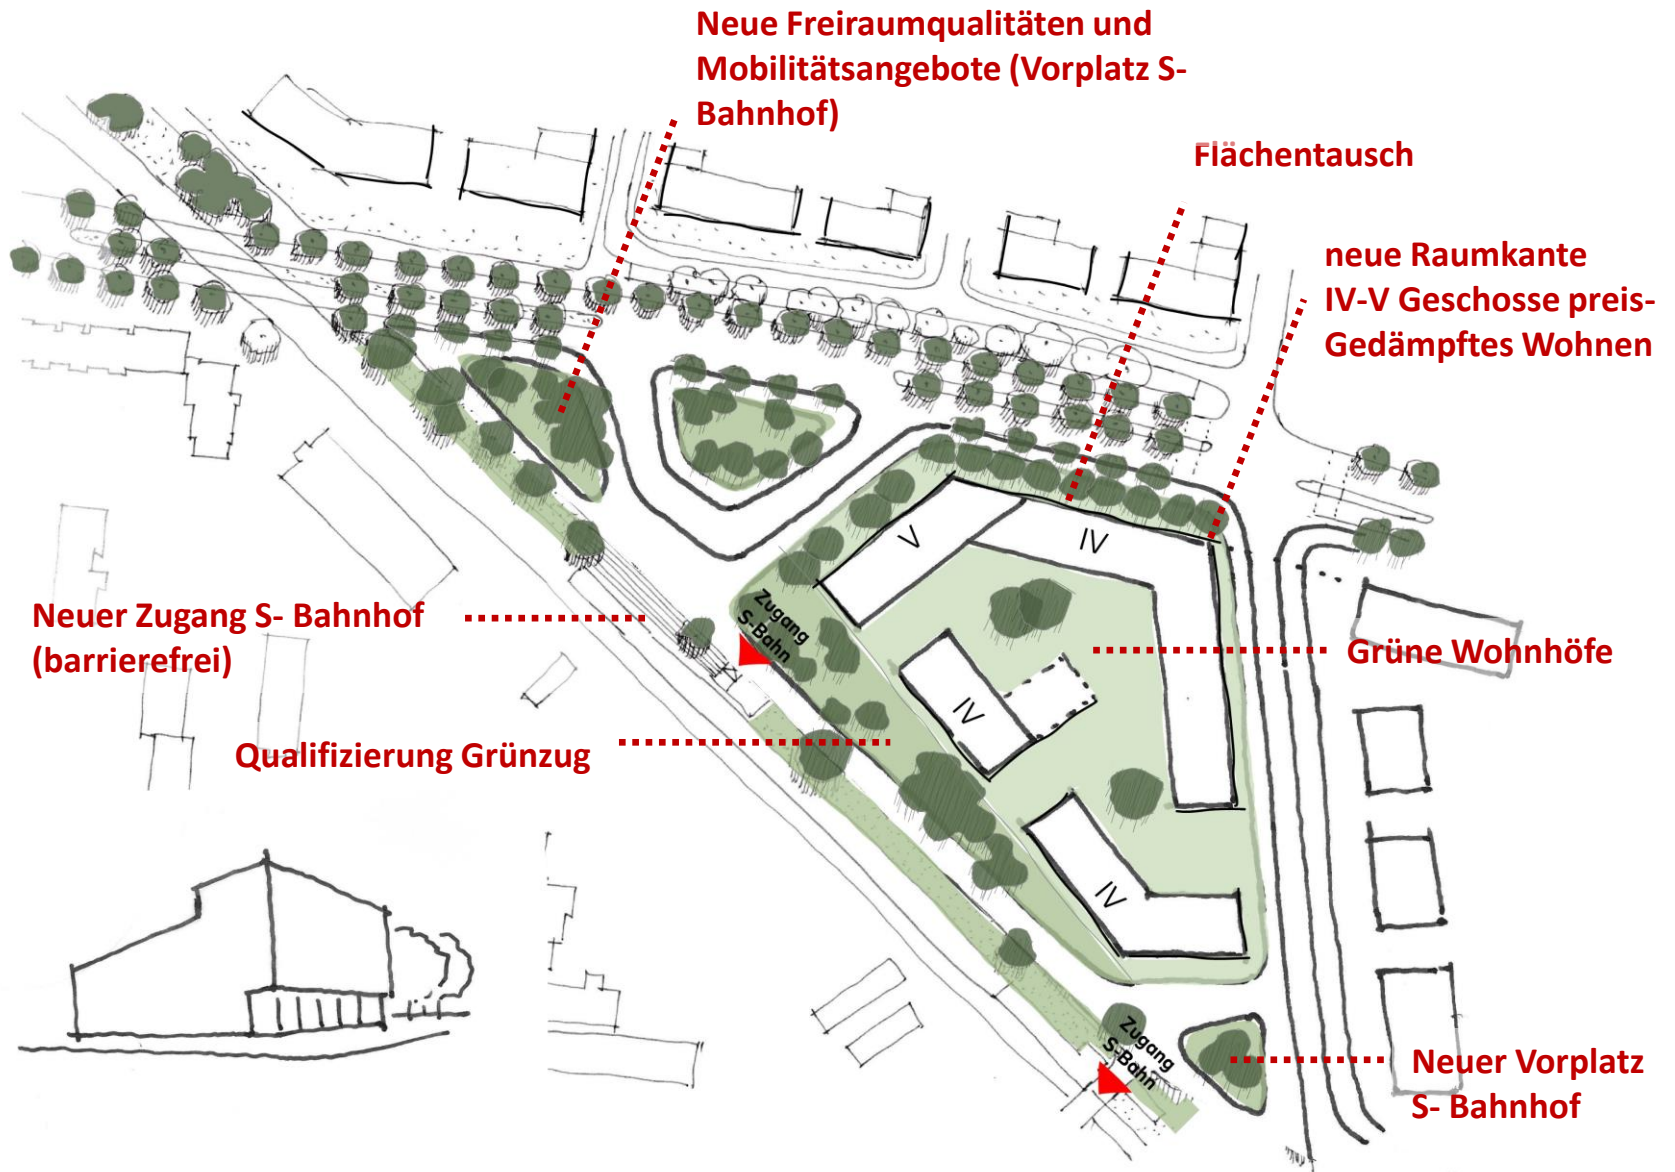 Neue Freiraumqualitäten und
Mobilitätsangebote (Vorplatz S-
Bahnhof)
Flächentausch
neue Raumkante
IV-V Geschosse preis-
Gedämpftes Wohnen
V
IV
Neuer Zugang S- Bahnhof
(barrierefrei)
Zugang
S-Bahn
Grüne Wohnhöfe
IV
Qualifizierung Grünzug
IV
Zugang
S-Bahn
Neuer Vorplatz
S- Bahnhof